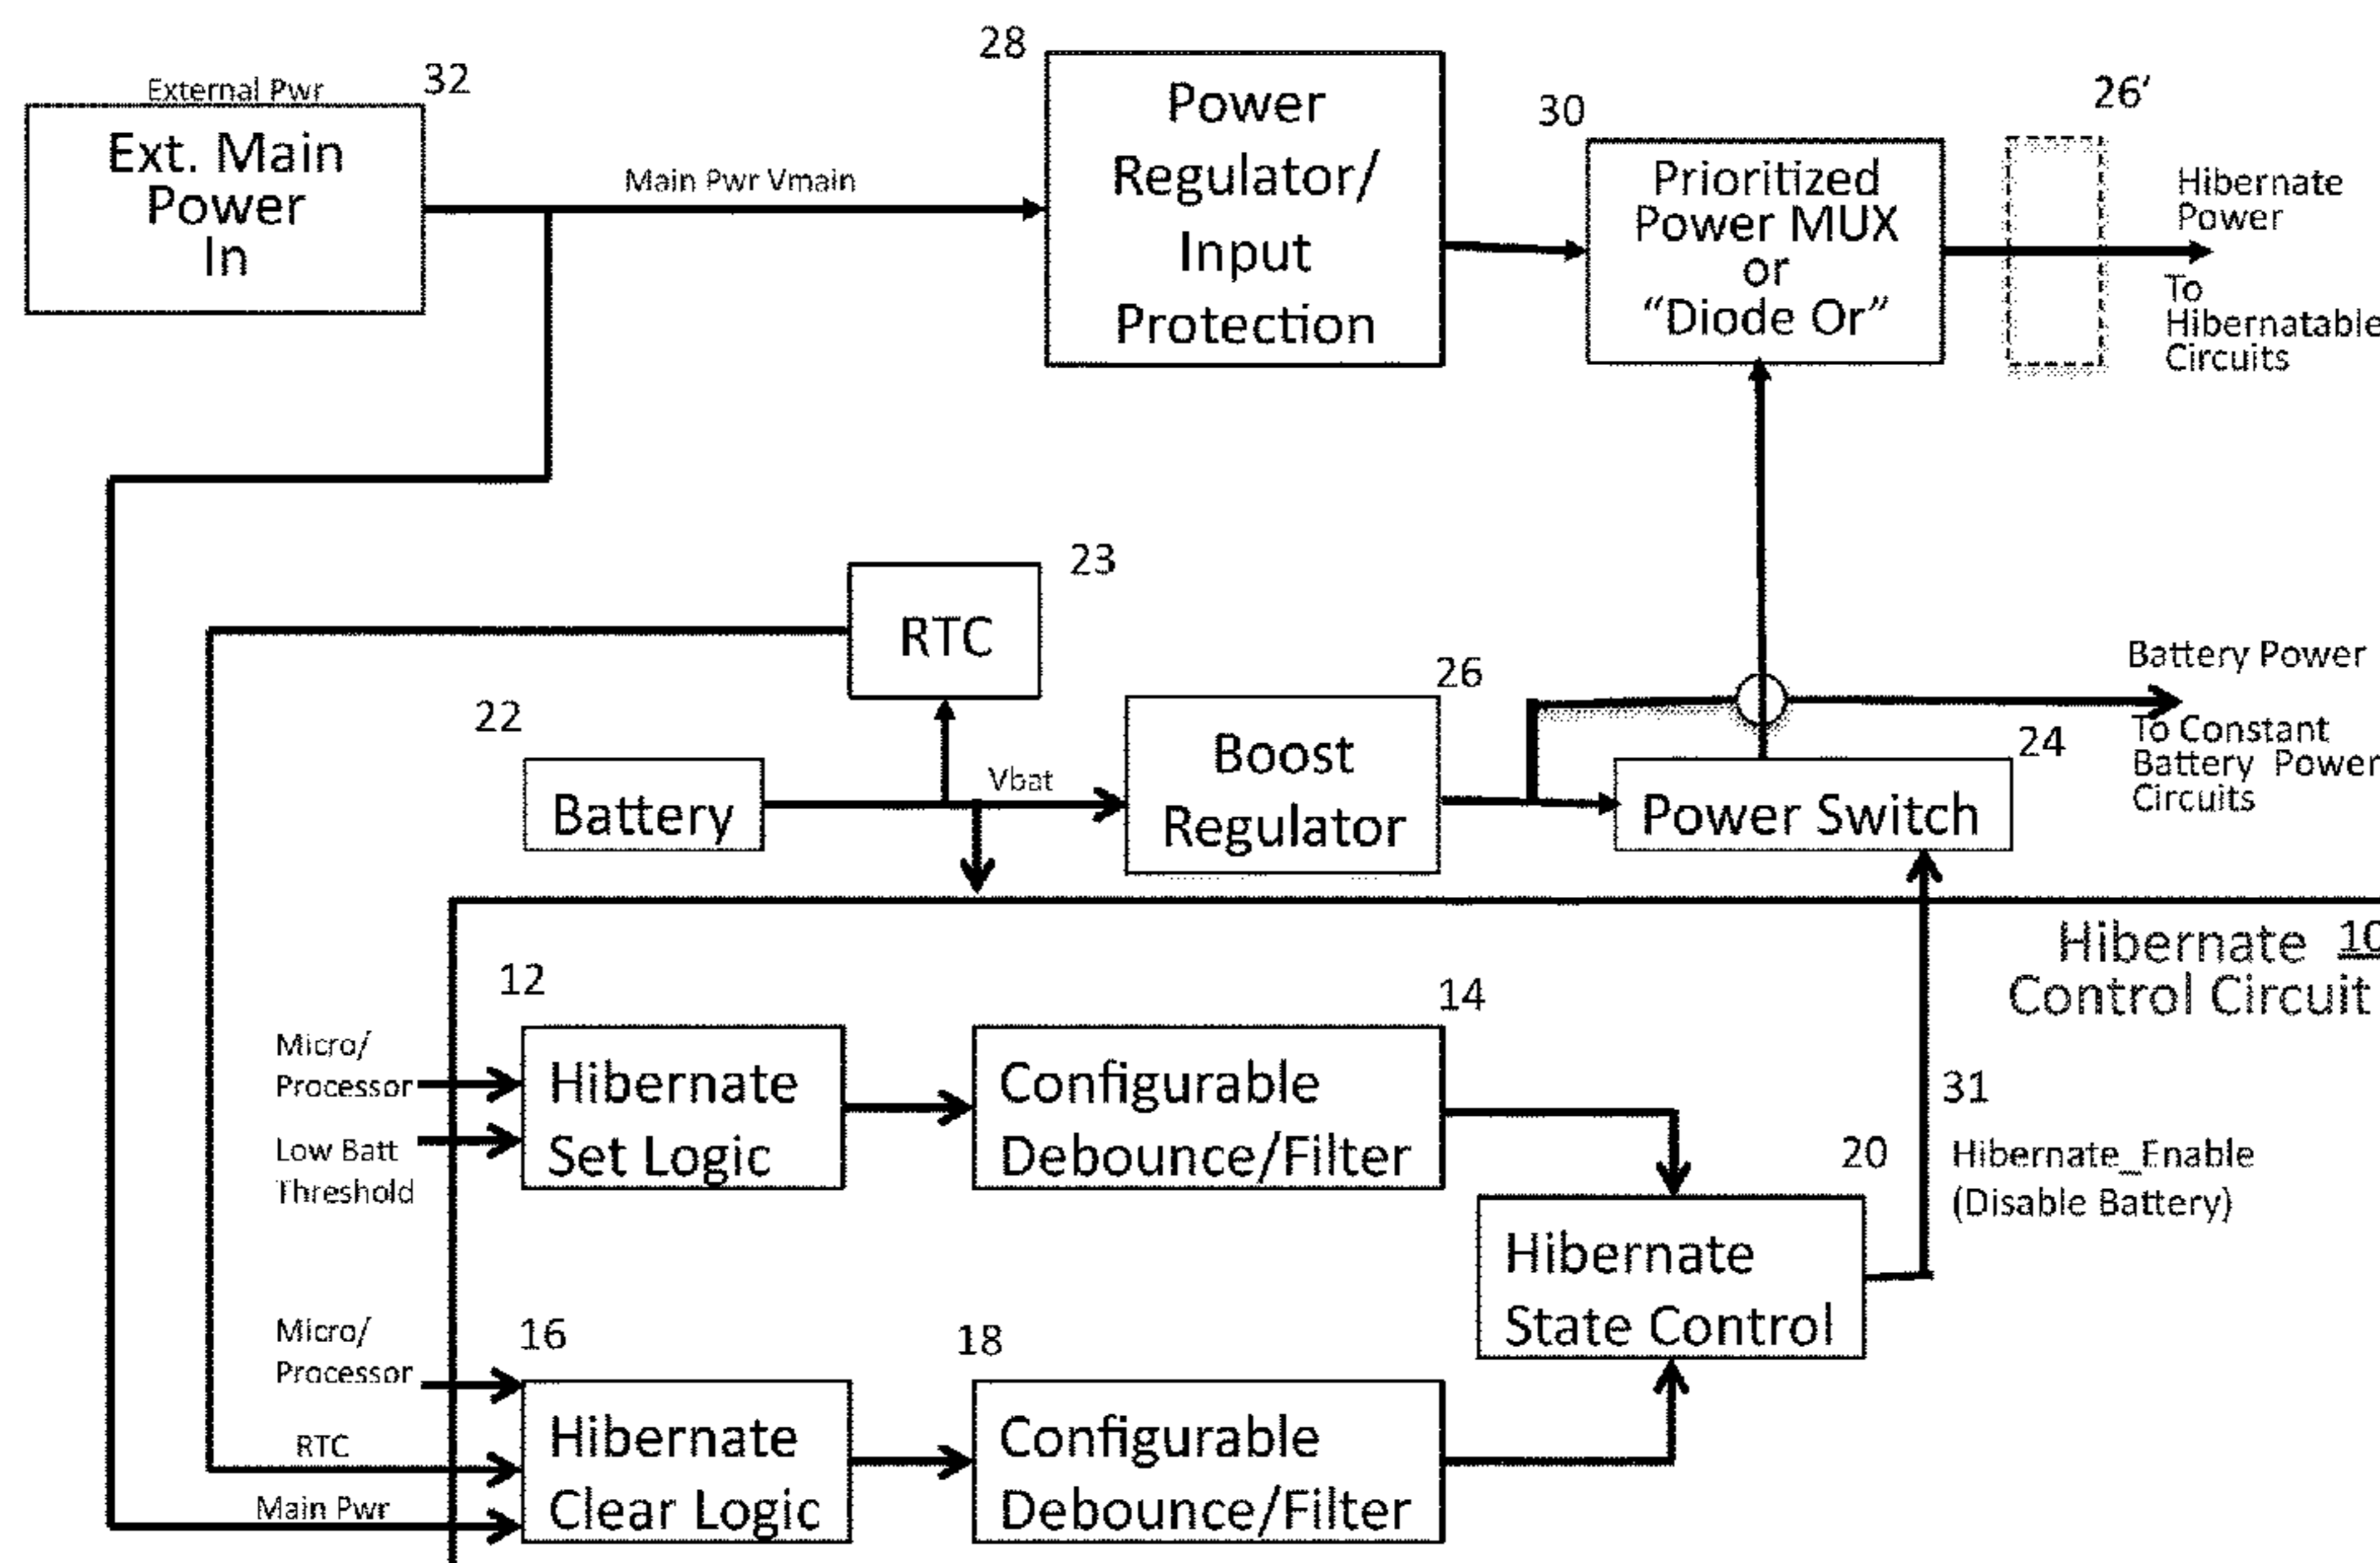 External Pwr
32
Ext. Main
Power
In
Main Pwr Vmain
28
Power
Regulator/
Input
Protection
30
Prioritized
Power MUX
or
“Diode Or”
26’
Hibernate
Power
To
Hibernatable
Circuits
23
RTC
22
Battery
Vbat
26
Boost
Regulator
Battery Power
24
To Constant
Battery Power
Circuits
Power Switch
Hibernate 10
Control Circuit
12
Micro/
Processor
Low Batt
Threshold
Hibernate
Set Logic
14
Configurable
Debounce/Filter
31
20
Hibernate_Enable
(Disable Battery)
Hibernate
State Control
Micro/
Processor
RTC
Main Pwr
16
Hibernate
Clear Logic
18
Configurable
Debounce/Filter